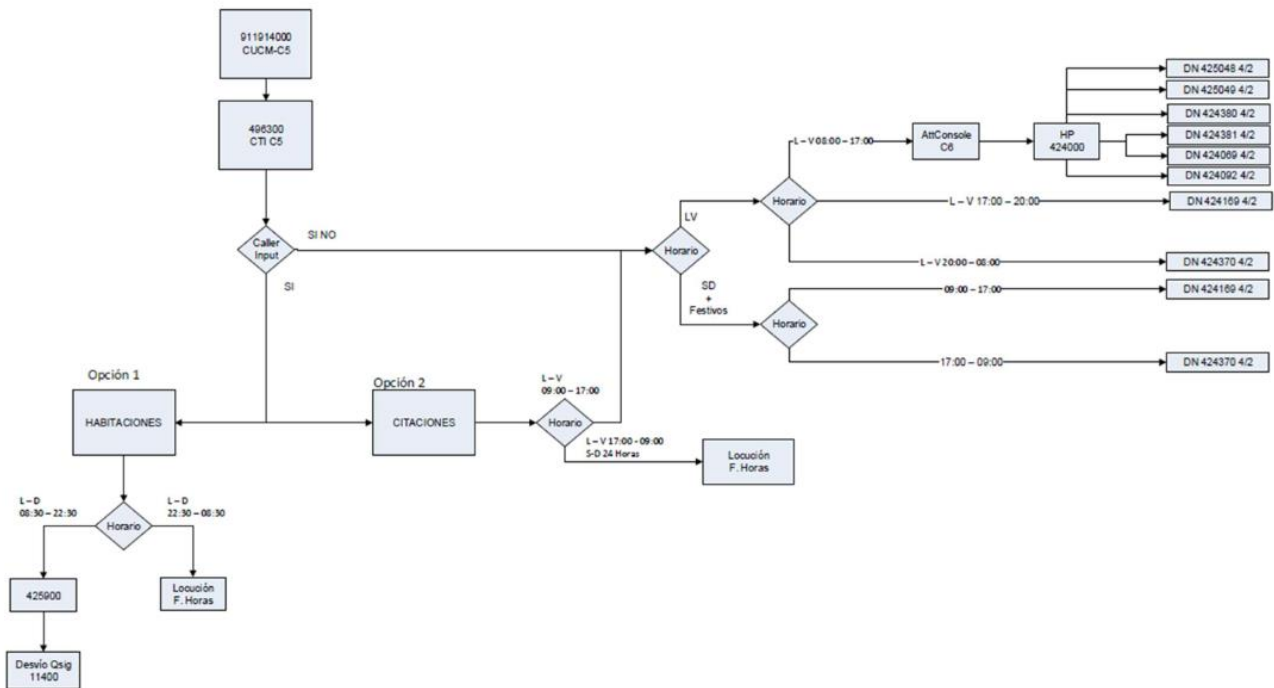 911914000
CUCM-C5
496300
CTI C5
Caller
Input
SI NO
SI
Opción 1
HABITACIONES
Opción 2
CITACIONES
L – V
09:00 – 17:00
Horario
L – V 17:00 - 09:00
S-D 24 Horas
Locución
F. Horas
L – D
08:30 – 22:30
L – D
22:30 – 08:30
Horario
425900
Locución
F. Horas
Desvío Qsig
11400
Horario
LV
SD
+
Festivos
Horario
L – V 08:00 – 17:00
AttConsole
C6
HP
424000
DN 425048 4/2
DN 425049 4/2
DN 424380 4/2
DN 424381 4/2
DN 424069 4/2
DN 424092 4/2
L – V 17:00 – 20:00
DN 424169 4/2
L – V 20:00 – 08:00
DN 424370 4/2
Horario
09:00 – 17:00
DN 424169 4/2
17:00 – 09:00
DN 424370 4/2